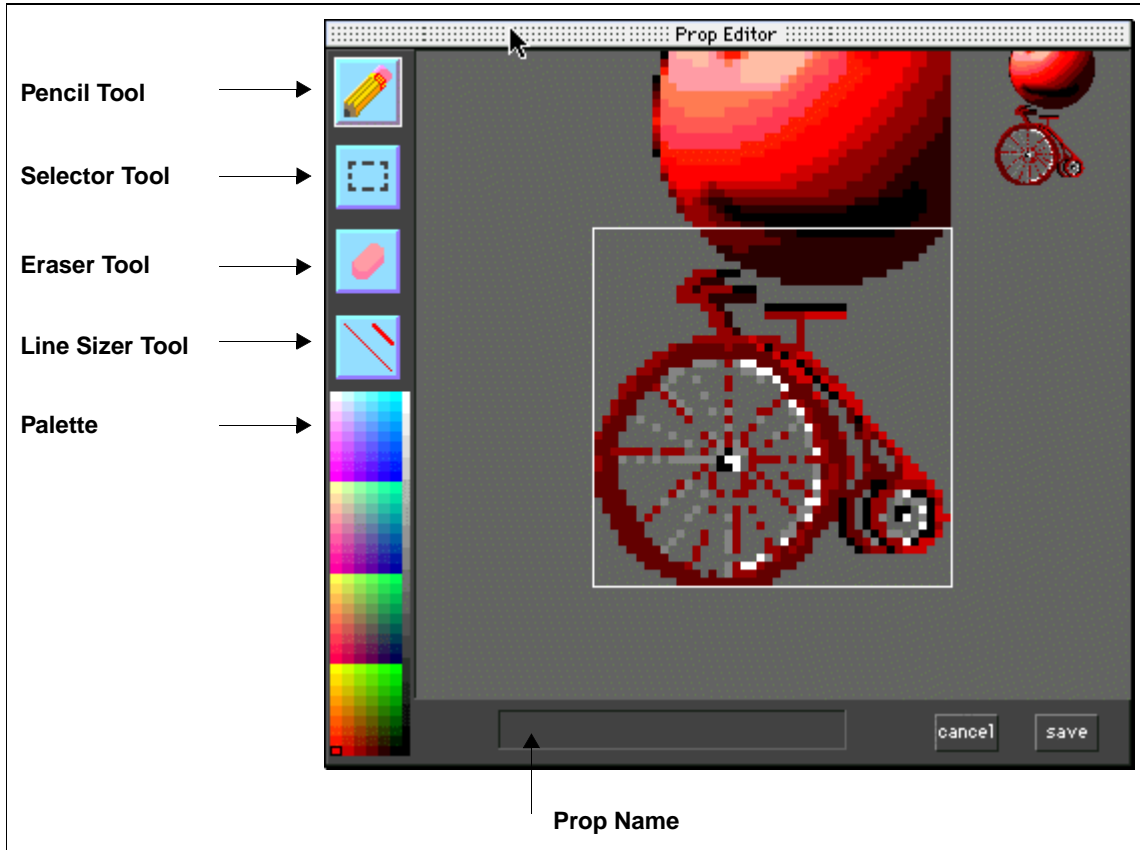 Prop Editor
Pencil Tool
Selector Tool
Eraser Tool
Line Sizer Tool
Palette
cancel
save
Prop Name